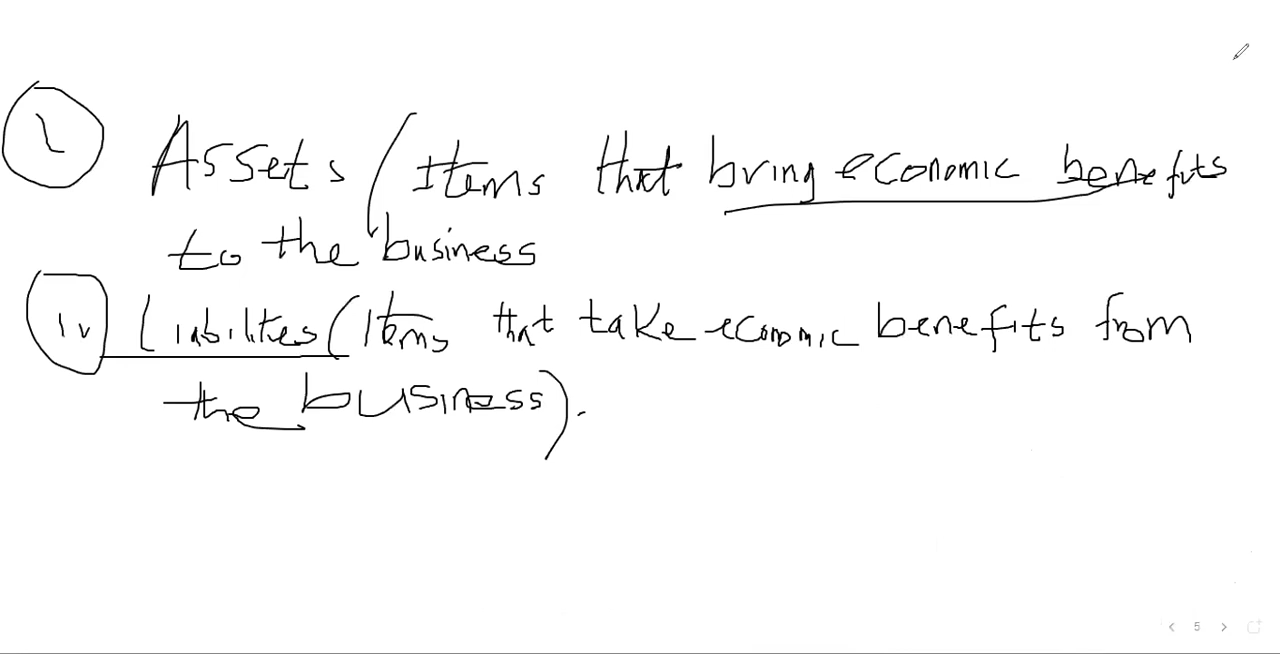 Assets (Items that bring economic benefits
to the business
iv Liabilities (Items that take economic benefits from
the business).
5